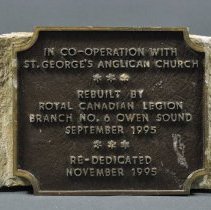 IN CO-OPERATION WITH
ST. GEORGE'S ANGLICAN CHURCH
***
REBUILT BY
ROYAL CANADIAN LEGION
BRANCH NO. 6 OWEN SOUND
SEPTEMBER 1995
***
RE-DEDICATED
NOVEMBER 1995